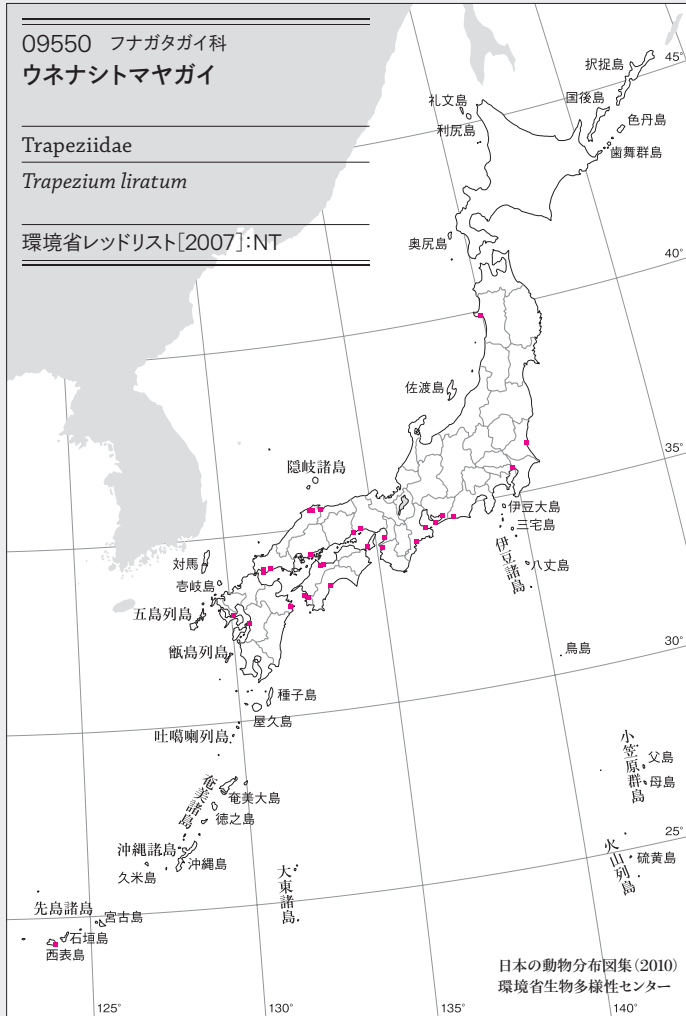 09550 フナガタガイ科
ウネナシトマヤガイ
Trapeziidae
Trapezium liratum
環境省レッドリスト[2007]:NT
択捉島
45°
国後島
礼文島
色丹島
利尻島
歯舞群島
奥尻島
40°
佐渡島
35°
隠岐諸島
伊豆大島
三宅島
伊豆諸島
八丈島
対馬
壱岐島
五島列島
甑島列島
鳥島
30°
種子島
屋久島
吐噶喇列島
小笠原群島
父島
母島
奄美諸島
奄美大島
徳之島
25°
沖縄諸島
沖縄島
久米島
火山列島
硫黄島
大東諸島
先島諸島
宮古島
石垣島
西表島
日本の動物分布図集(2010)
環境省生物多様性センター
125°
130°
135°
140°